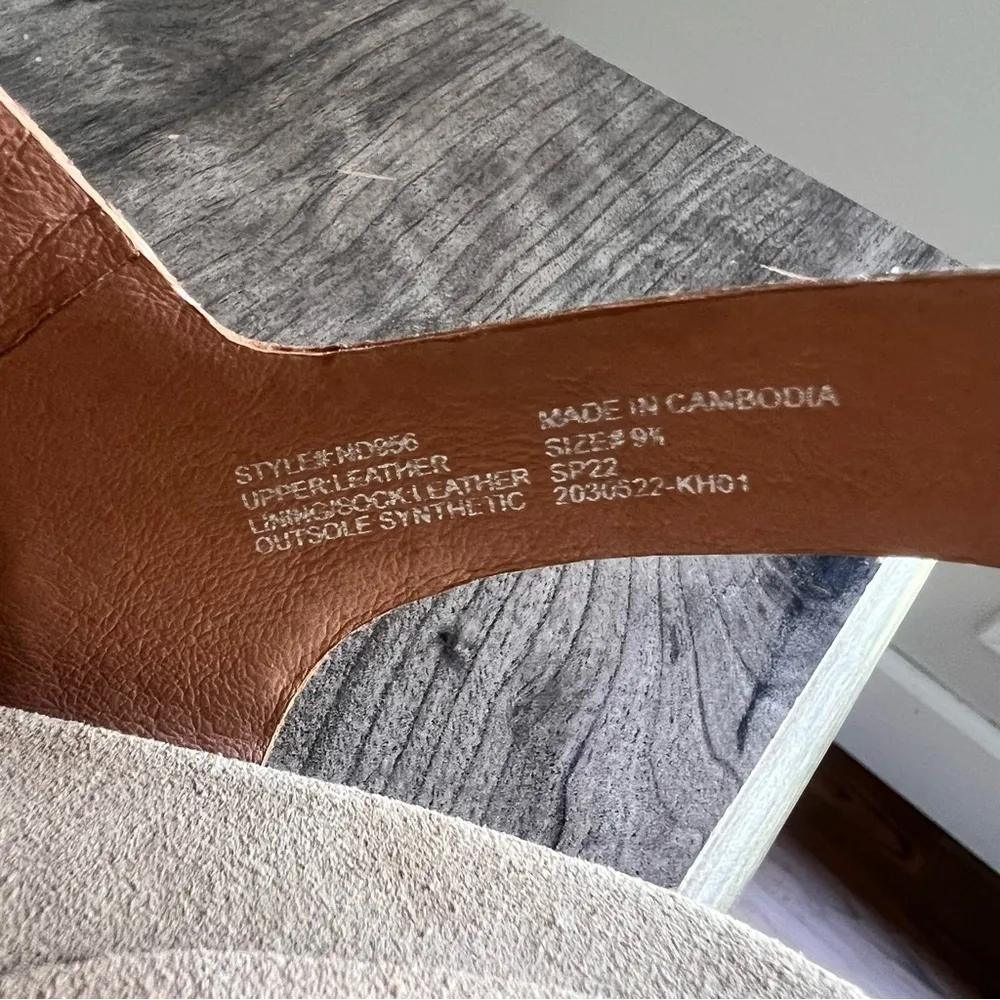 STYLE#:ND956
UPPER:LEATHER
LINING/SOCK:LEATHER
OUTSOLE SYNTHETIC
MADE IN CAMBODIA
SIZE# 9½
SP22
2030522-KH01